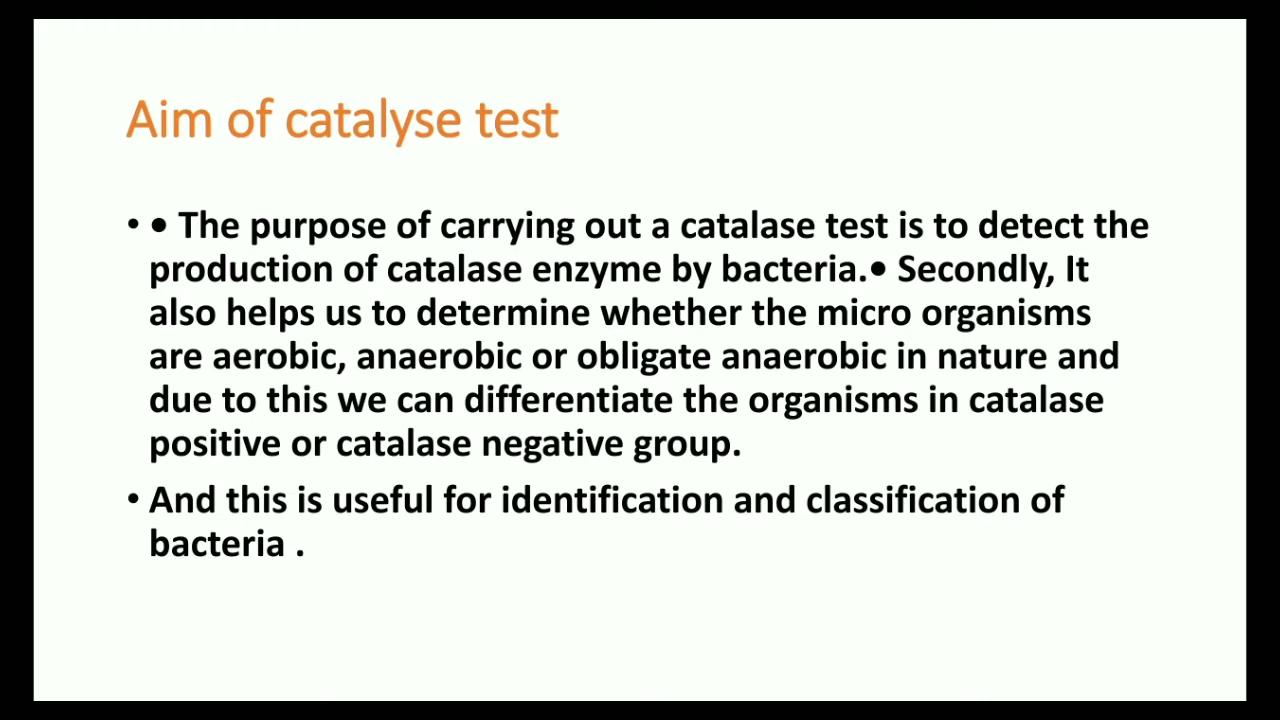 Aim of catalyse test
• • The purpose of carrying out a catalase test is to detect the
production of catalase enzyme by bacteria.• Secondly, It
also helps us to determine whether the micro organisms
are aerobic, anaerobic or obligate anaerobic in nature and
due to this we can differentiate the organisms in catalase
positive or catalase negative group.
• And this is useful for identification and classification of
bacteria .